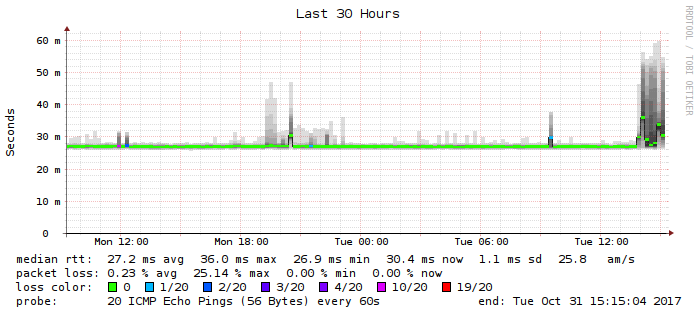 Last 30 Hours
RRDTOOL / TOBI OETIKER
Seconds
60 m
50 m
40 m
30 m
20 m
10 m
0
Mon 12:00 Mon 18:00 Tue 00:00 Tue 06:00 Tue 12:00
median rtt: 27.2 ms avg 36.0 ms max 26.9 ms min 30.4 ms now 1.1 ms sd 25.8 am/s
packet loss: 0.23 % avg 25.14 % max 0.00 % min 0.00 % now
loss color: 0 1/20 2/20 3/20 4/20 10/20 19/20
probe: 20 ICMP Echo Pings (56 Bytes) every 60s end: Tue Oct 31 15:15:04 2017